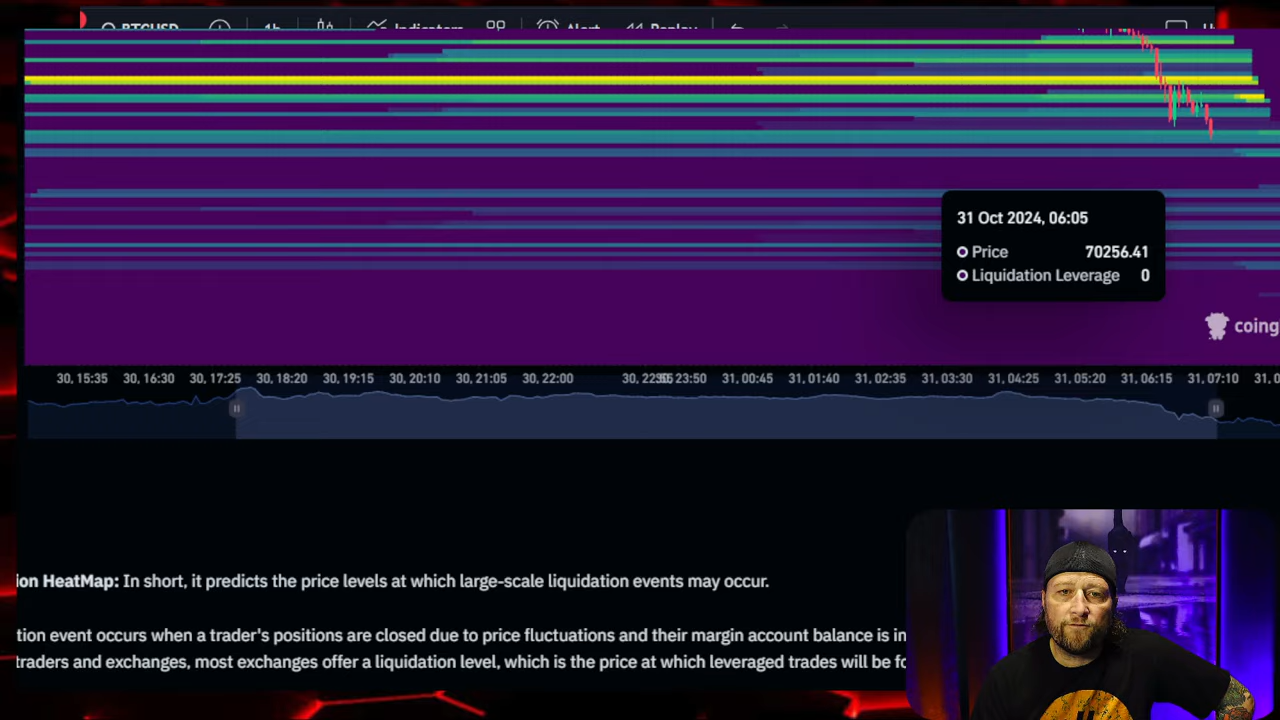 BTCUSD 1h Indicators Alert Replay
31 Oct 2024, 06:05
Price 70256.41
Liquidation Leverage 0
coing
30, 15:35 30, 16:30 30, 17:25 30, 18:20 30, 19:15 30, 20:10 30, 21:05 30, 22:00 31, 00:45 31, 01:40 31, 02:35 31, 03:30 31, 04:25 31, 05:20 31, 06:15 31, 07:10
ion HeatMap: In short, it predicts the price levels at which large-scale liquidation events may occur.
tion event occurs when a trader's positions are closed due to price fluctuations and their margin account balance is in
traders and exchanges, most exchanges offer a liquidation level, which is the price at which leveraged trades will be fo